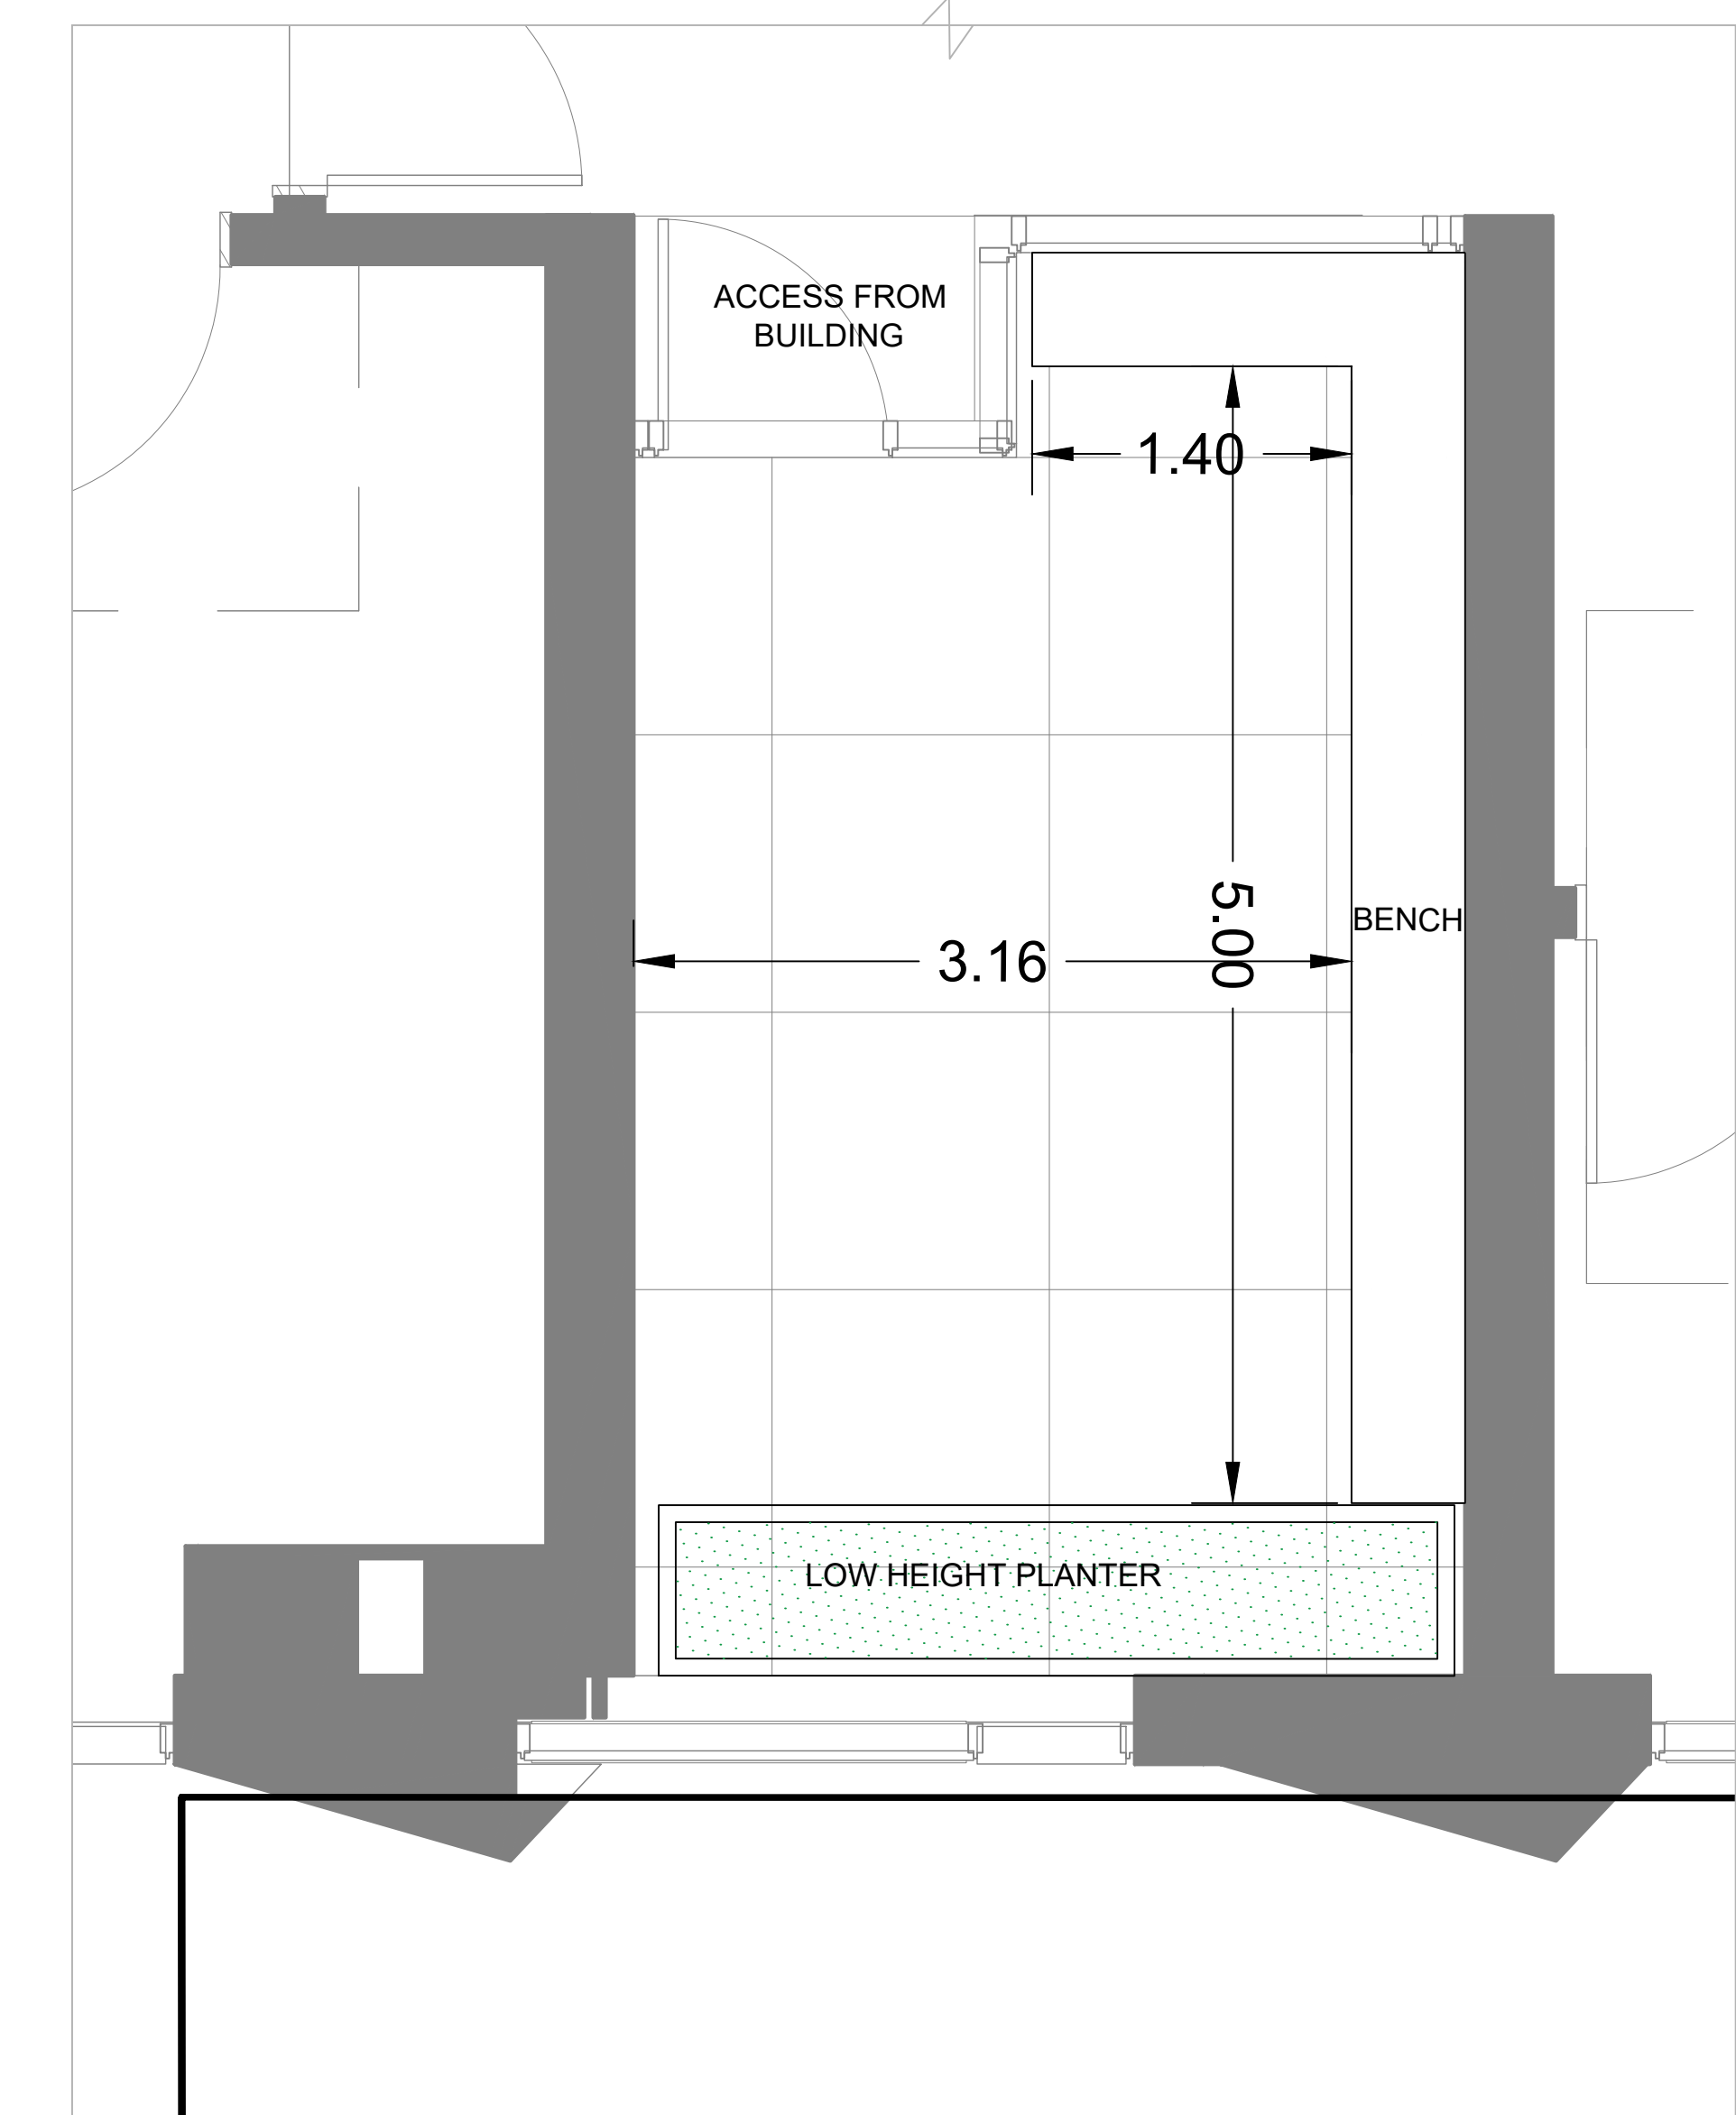 ACCESS FROM
BUILDING
1.40
5.00
BENCH
3.16
LOW HEIGHT PLANTER